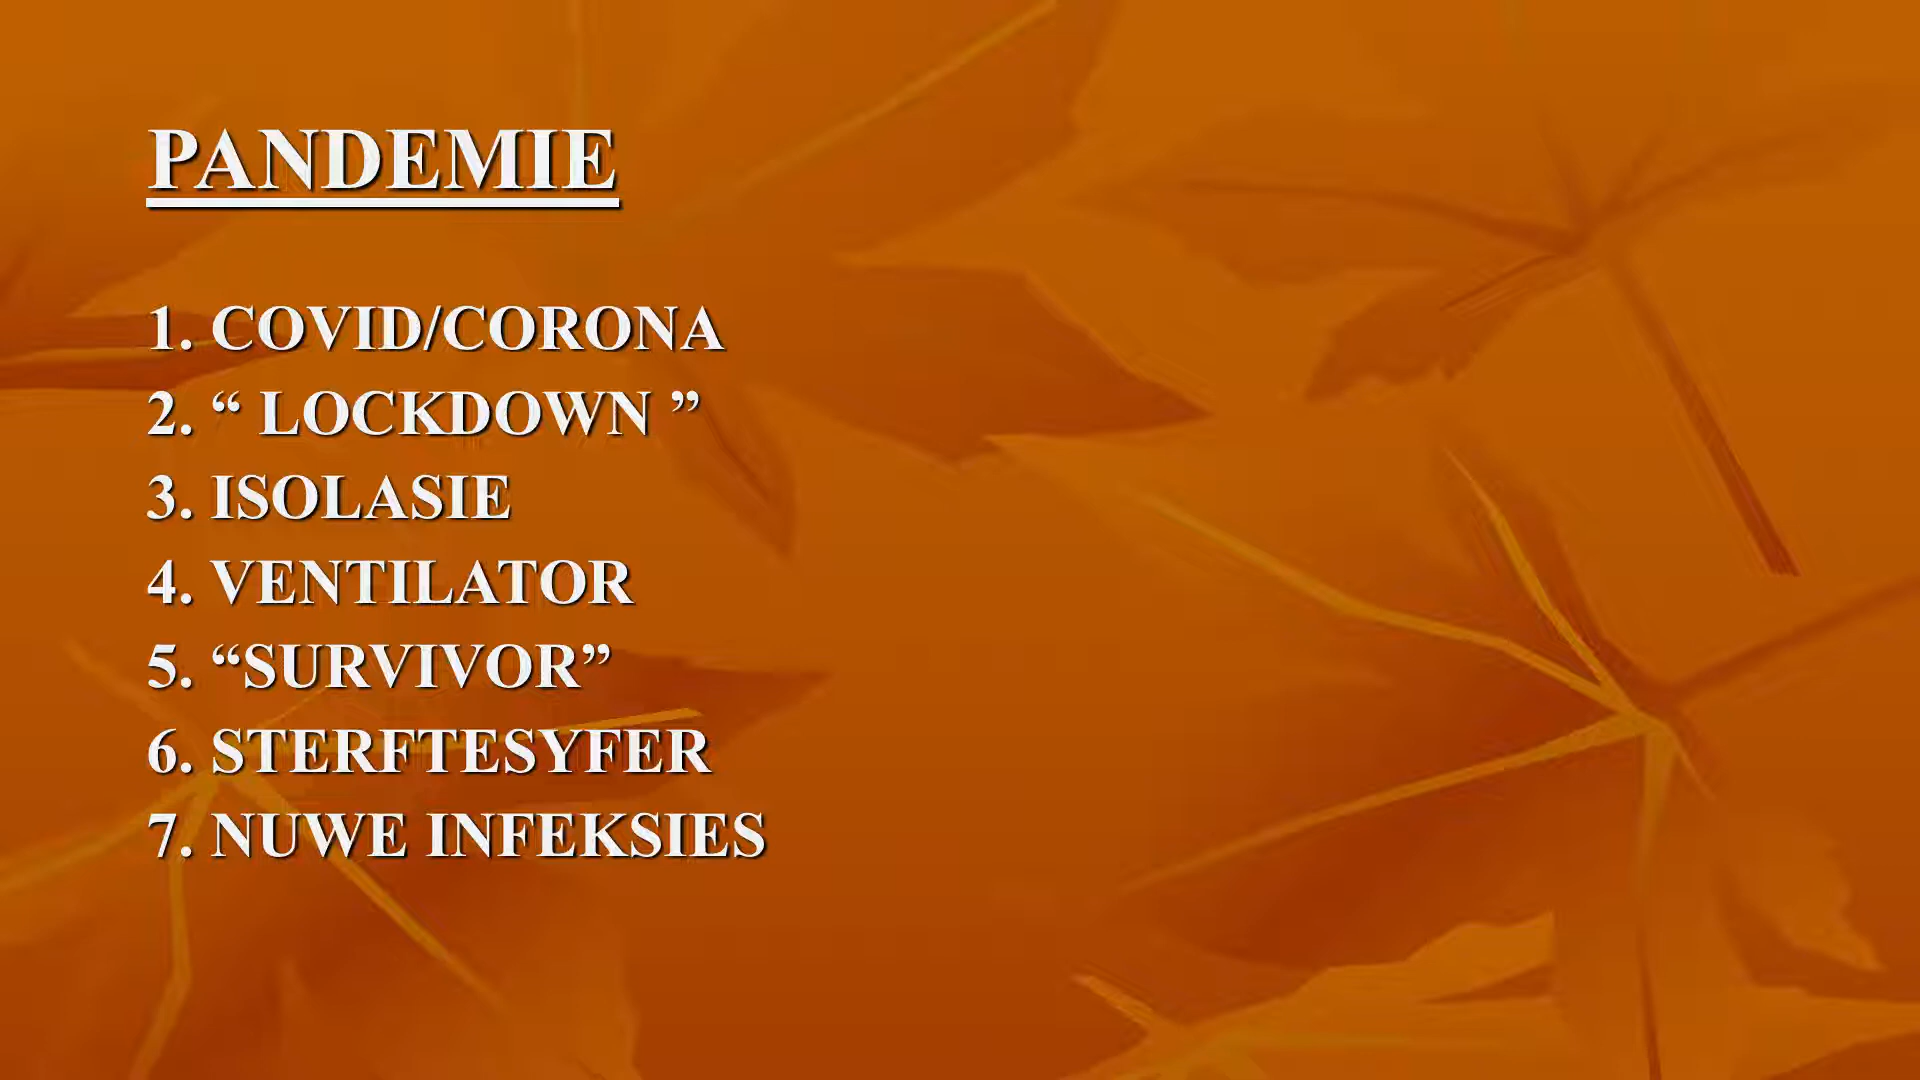 PANDEMIE
1. COVID/CORONA
2. “ LOCKDOWN ”
3. ISOLASIE
4. VENTILATOR
5. “SURVIVOR”
6. STERFTESYFER
7. NUWE INFEKSIES